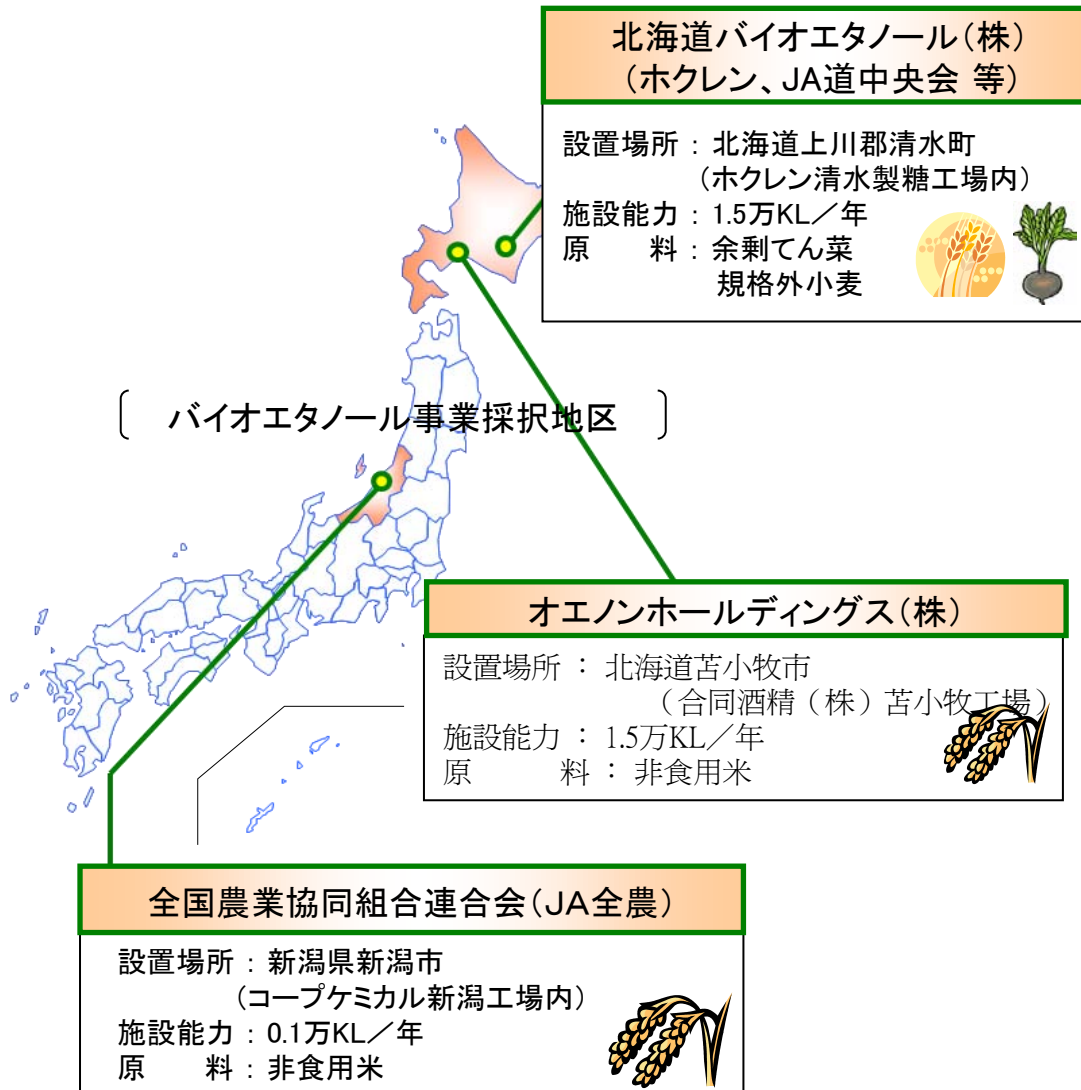 北海道バイオエタノール（株）
（ホクレン、JA道中央会 等）
設置場所 ： 北海道上川郡清水町
（ホクレン清水製糖工場内）
施設能力 ： 1.5万KL／年
原　　料 ： 余剰てん菜
規格外小麦
〔 バイオエタノール事業採択地区 〕
オエノンホールディングス（株）
設置場所 ： 北海道苫小牧市
（合同酒精（株）苫小牧工場）
施設能力 ： 1.5万KL／年
原　　料 ： 非食用米
全国農業協同組合連合会（JA全農）
設置場所 ： 新潟県新潟市
（コープケミカル新潟工場内）
施設能力 ： 0.1万KL／年
原　　料 ： 非食用米